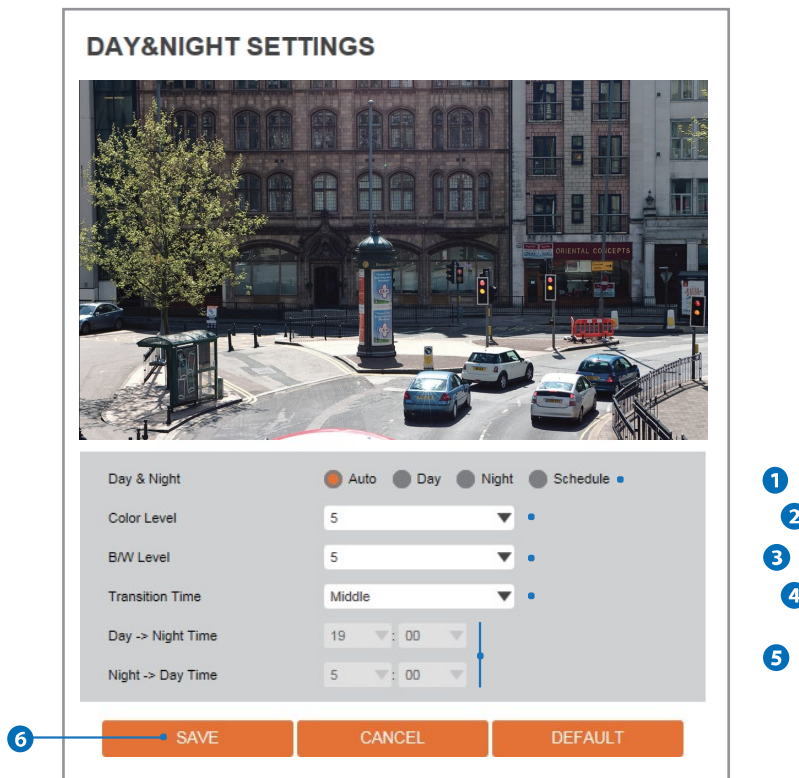 DAY&NIGHT SETTINGS
ORIENTAL CONCEPTS
Day & Night Auto Day Night Schedule 1
Color Level 5 2
B/W Level 5 3
Transition Time Middle 4
Day -> Night Time 19 : 00
Night -> Day Time 5 : 00 5
6 SAVE CANCEL DEFAULT